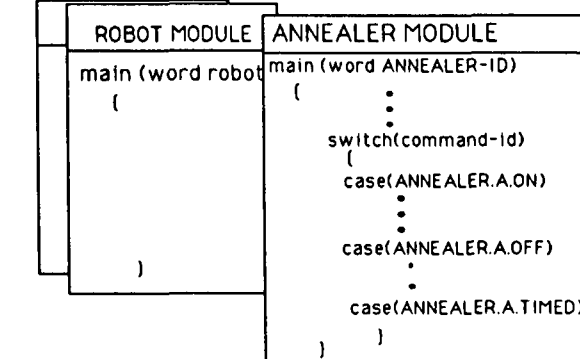 ROBOT MODULE
main (word robot
{
}
ANNEALER MODULE
main (word ANNEALER-ID)
{
switch(command-id)
{
case(ANNEALER.A.ON)
case(ANNEALER.A.OFF)
case(ANNEALER.A.TIMED)
}
}